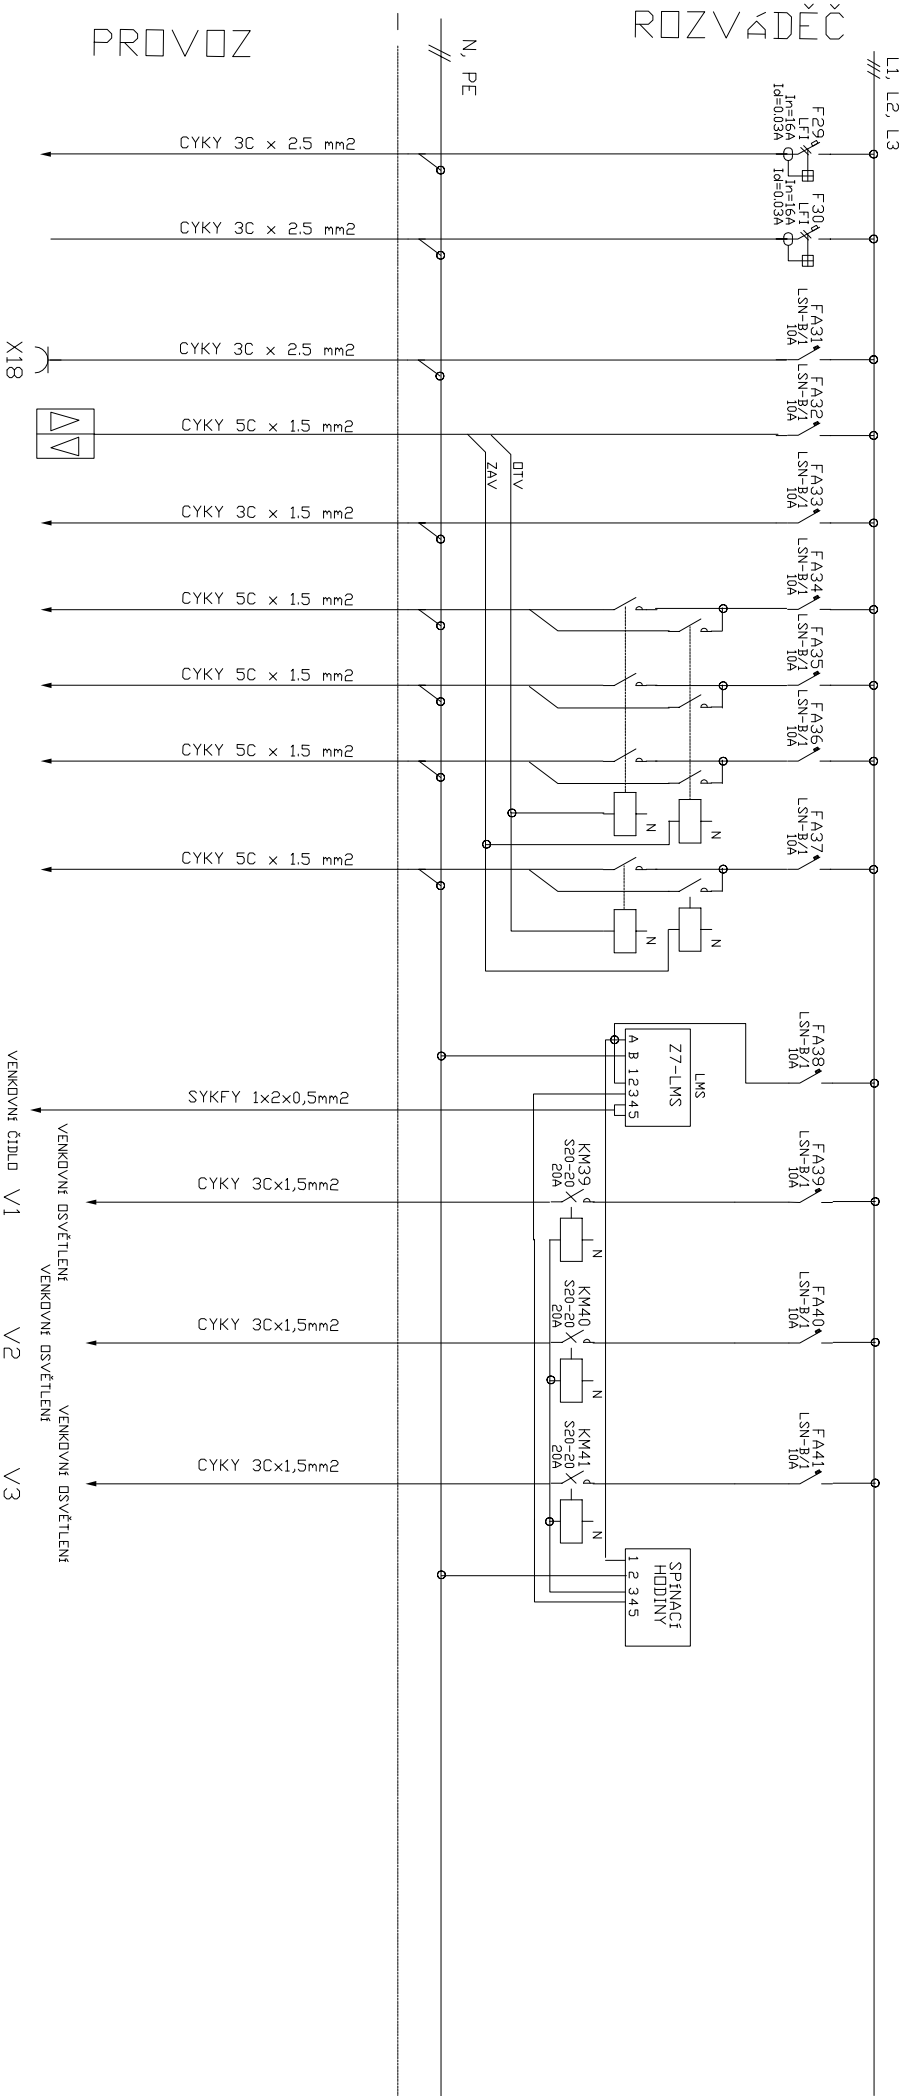 ROZVáDĚČ
PROVOZ
L1, L2, L3
N, PE
F29
LFI
In=16A
Id=0.03A
CYKY 3C x 2.5 mm2
F30
LFI
In=16A
Id=0.03A
CYKY 3C x 2.5 mm2
FA31
LSN-B/1
10A
CYKY 3C x 2.5 mm2
X18
FA32
LSN-B/1
10A
CYKY 5C x 1.5 mm2
OTV
ZAV
FA33
LSN-B/1
10A
CYKY 3C x 1.5 mm2
FA34
LSN-B/1
10A
CYKY 5C x 1.5 mm2
FA35
LSN-B/1
10A
CYKY 5C x 1.5 mm2
FA36
LSN-B/1
10A
CYKY 5C x 1.5 mm2
N
N
FA37
LSN-B/1
10A
CYKY 5C x 1.5 mm2
N
N
FA38
LSN-B/1
10A
LMS
Z7-LMS
A B 12345
SYKFY 1x2x0,5mm2
VENKOVNí ČIDLO
FA39
LSN-B/1
10A
KM39
S20-20
20A
N
CYKY 3Cx1,5mm2
VENKOVNí OSVĚTLENí
V1
FA40
LSN-B/1
10A
KM40
S20-20
20A
N
CYKY 3Cx1,5mm2
VENKOVNí OSVĚTLENí
V2
FA41
LSN-B/1
10A
KM41
S20-20
20A
N
CYKY 3Cx1,5mm2
VENKOVNí OSVĚTLENí
V3
SPíNACí
HODINY
1 2 345